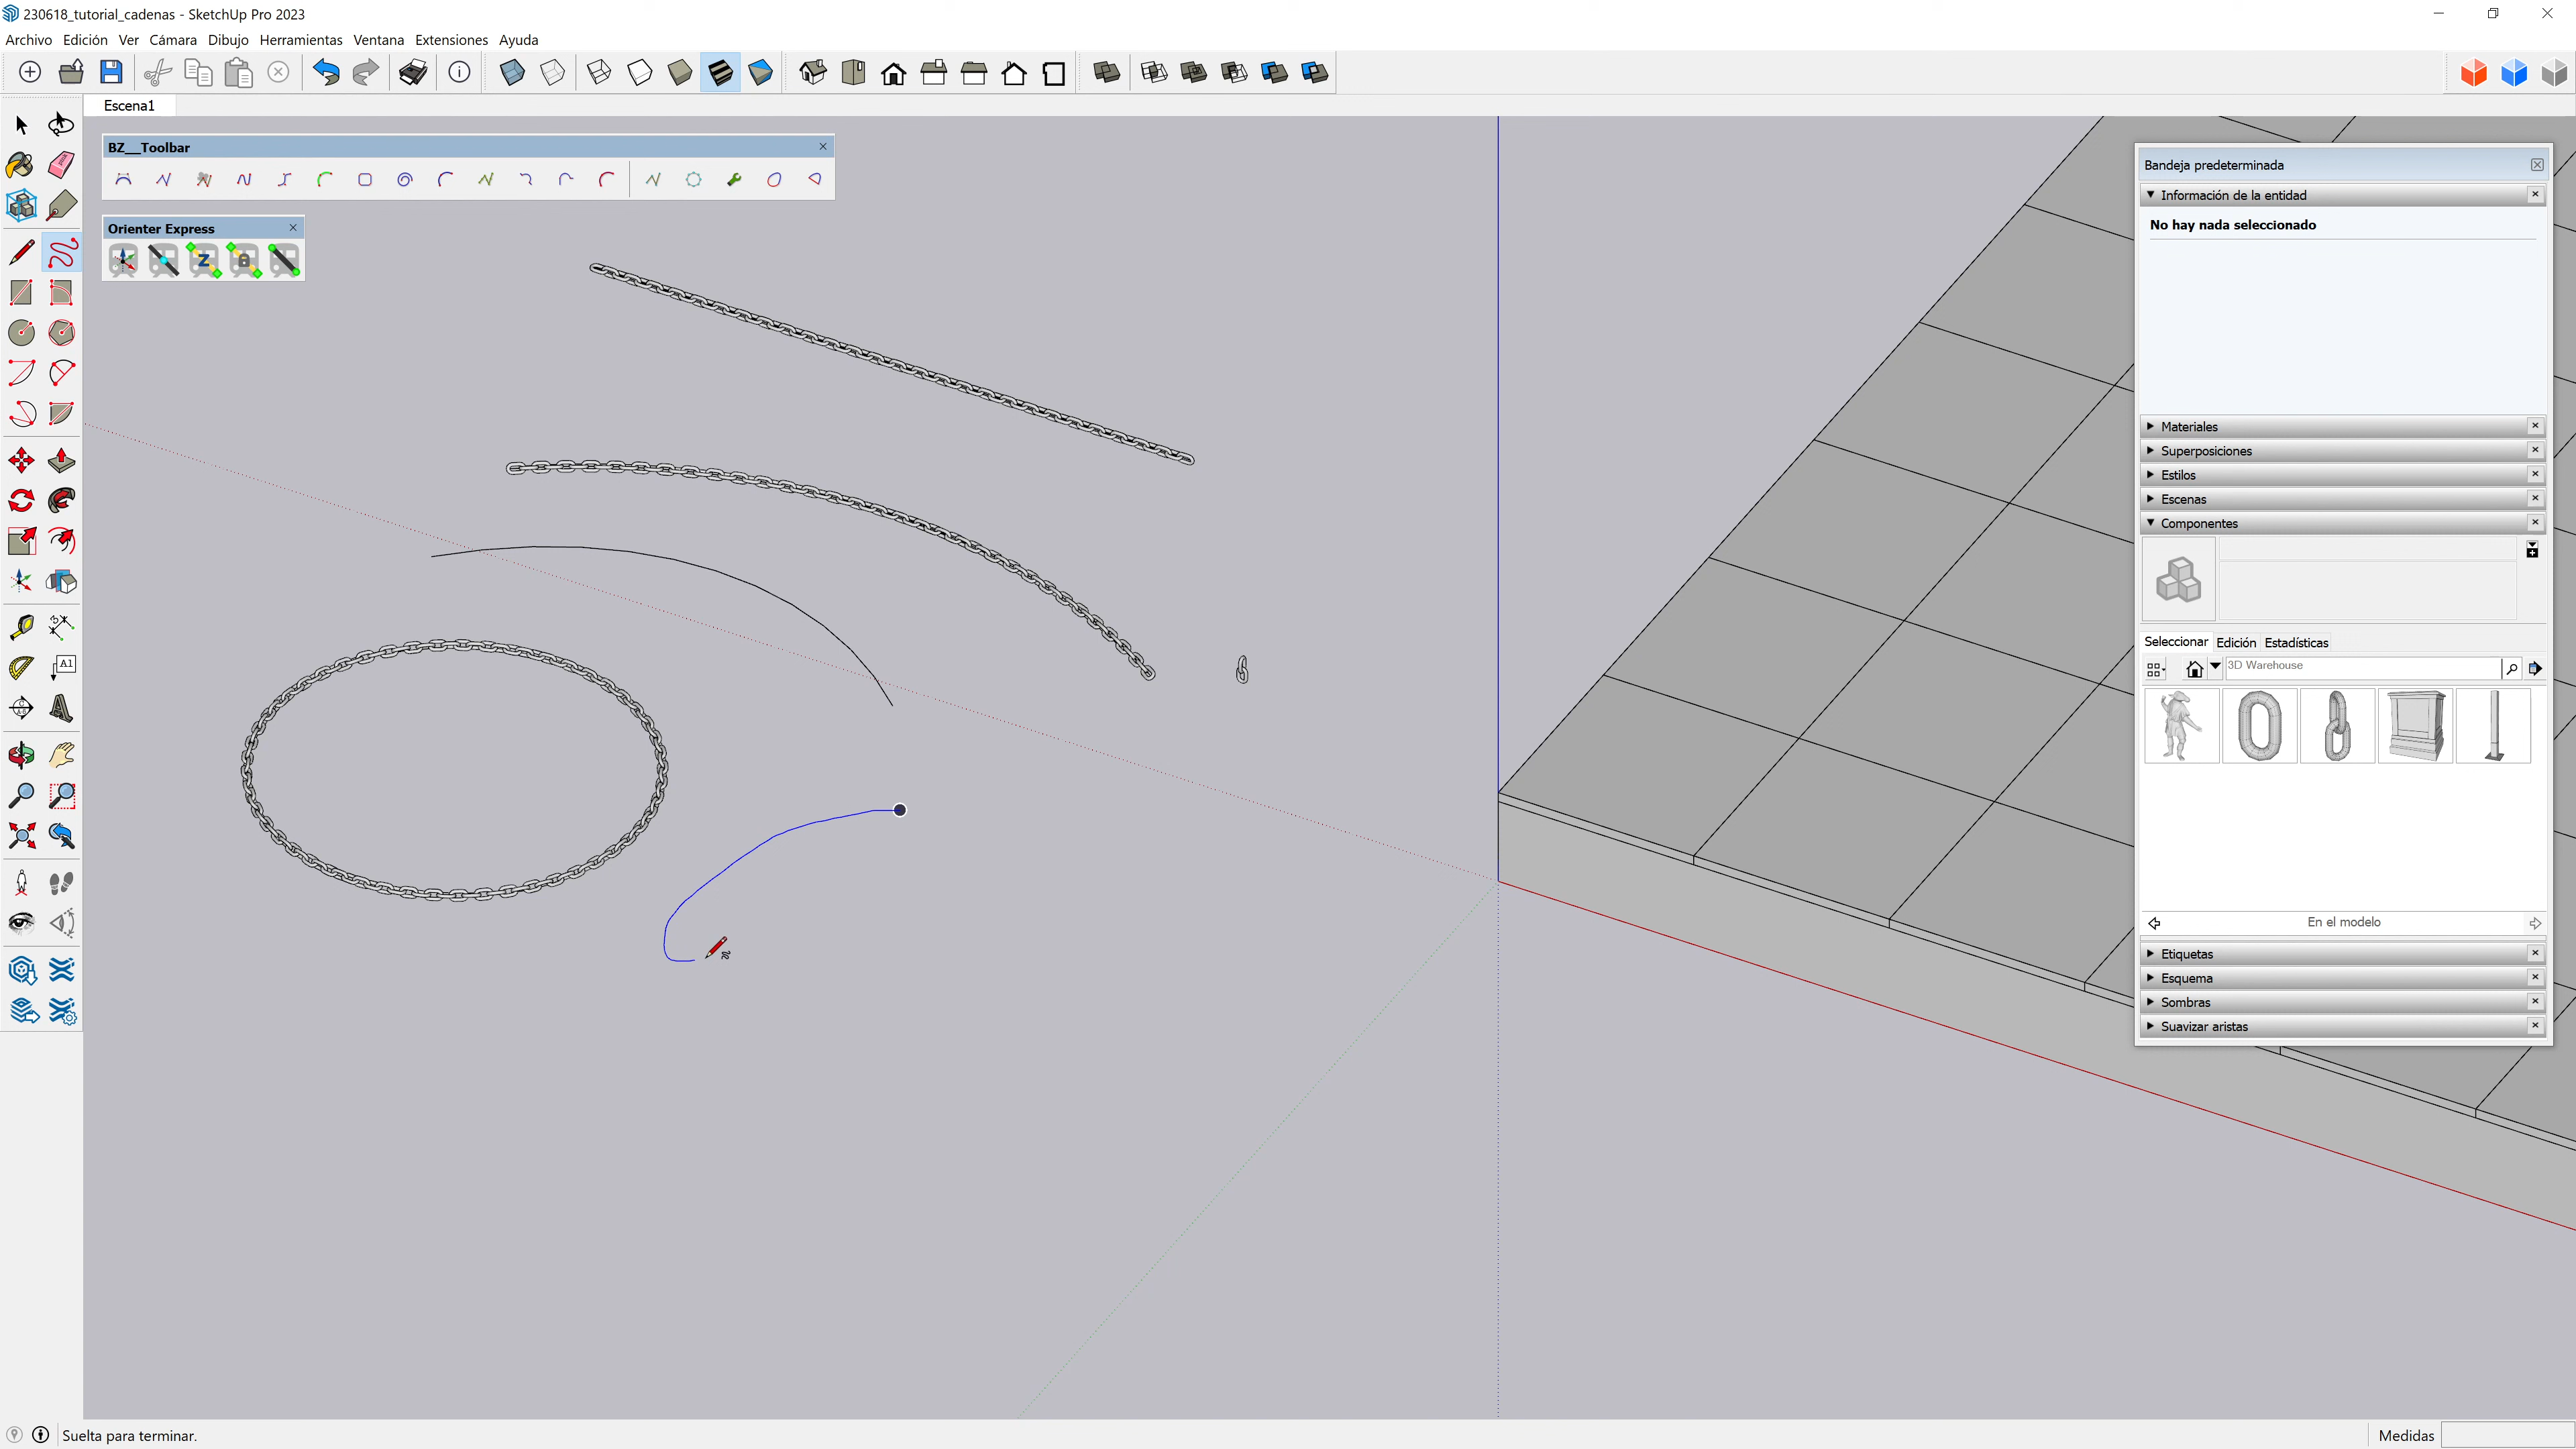 230618_tutorial_cadenas - SketchUp Pro 2023
Archivo Edición Ver Cámara Dibujo Herramientas Ventana Extensiones Ayuda
Escena1
BZ__Toolbar
Orienter Express
Z
A1
Bandeja predeterminada
Información de la entidad
No hay nada seleccionado
Materiales
Superposiciones
Estilos
Escenas
Componentes
Seleccionar Edición Estadísticas
3D Warehouse
En el modelo
Etiquetas
Esquema
Sombras
Suavizar aristas
Suelta para terminar.
Medidas